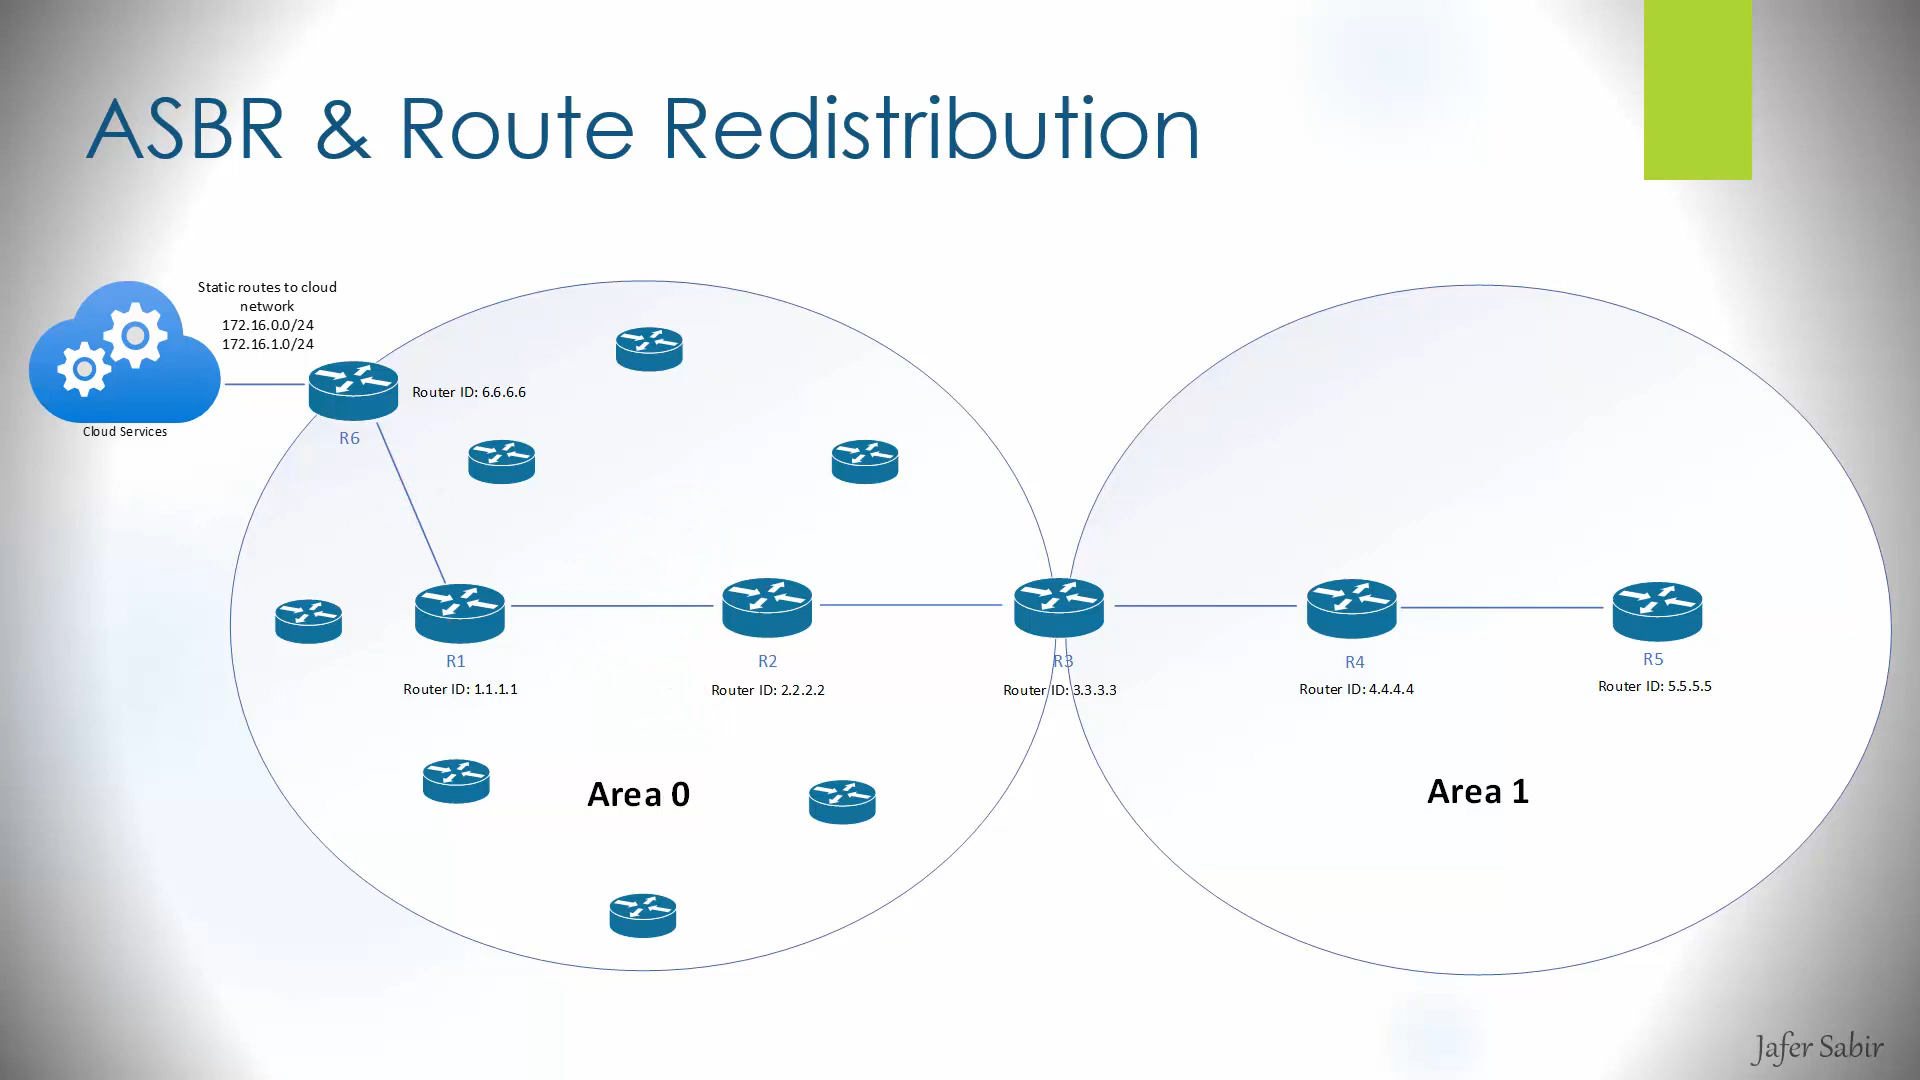 ASBR & Route Redistribution
Static routes to cloud
network
172.16.0.0/24
172.16.1.0/24
Cloud Services
Router ID: 6.6.6.6
R6
R1
Router ID: 1.1.1.1
R2
Router ID: 2.2.2.2
R3
Router ID: 3.3.3.3
R4
Router ID: 4.4.4.4
R5
Router ID: 5.5.5.5
Area 0
Area 1
Jafer Sabir